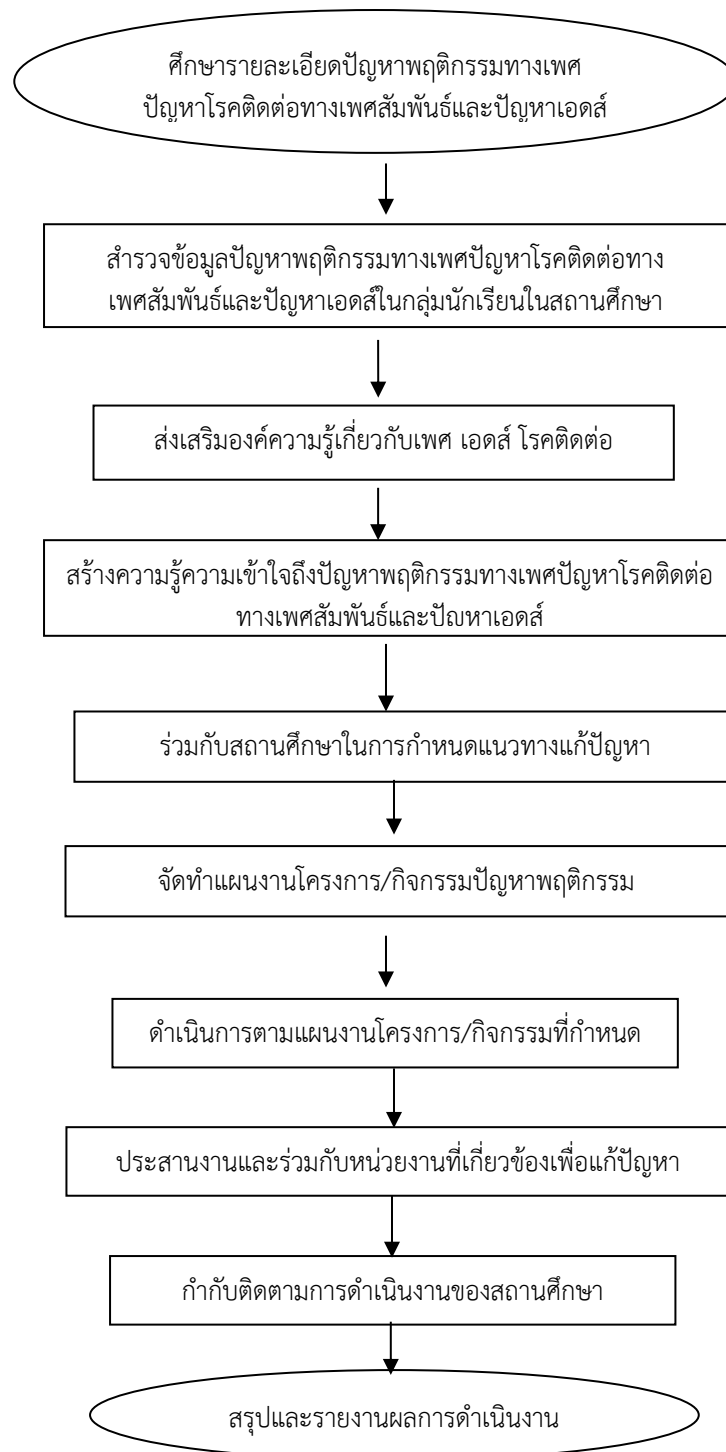 ศึกษารายละเอียดปัญหาพฤติกรรมทางเพศ
ปัญหาโรคติดต่อทางเพศสัมพันธ์และปัญหาเอดส์
สำรวจข้อมูลปัญหาพฤติกรรมทางเพศปัญหาโรคติดต่อทาง
เพศสัมพันธ์และปัญหาเอดส์ในกลุ่มนักเรียนในสถานศึกษา
ส่งเสริมองค์ความรู้เกี่ยวกับเพศ เอดส์ โรคติดต่อ
สร้างความรู้ความเข้าใจถึงปัญหาพฤติกรรมทางเพศปัญหาโรคติดต่อ
ทางเพศสัมพันธ์และปัญหาเอดส์
ร่วมกับสถานศึกษาในการกำหนดแนวทางแก้ปัญหา
จัดทำแผนงานโครงการ/กิจกรรมปัญหาพฤติกรรม
ดำเนินการตามแผนงานโครงการ/กิจกรรมที่กำหนด
ประสานงานและร่วมกับหน่วยงานที่เกี่ยวข้องเพื่อแก้ปัญหา
กำกับติดตามการดำเนินงานของสถานศึกษา
สรุปและรายงานผลการดำเนินงาน